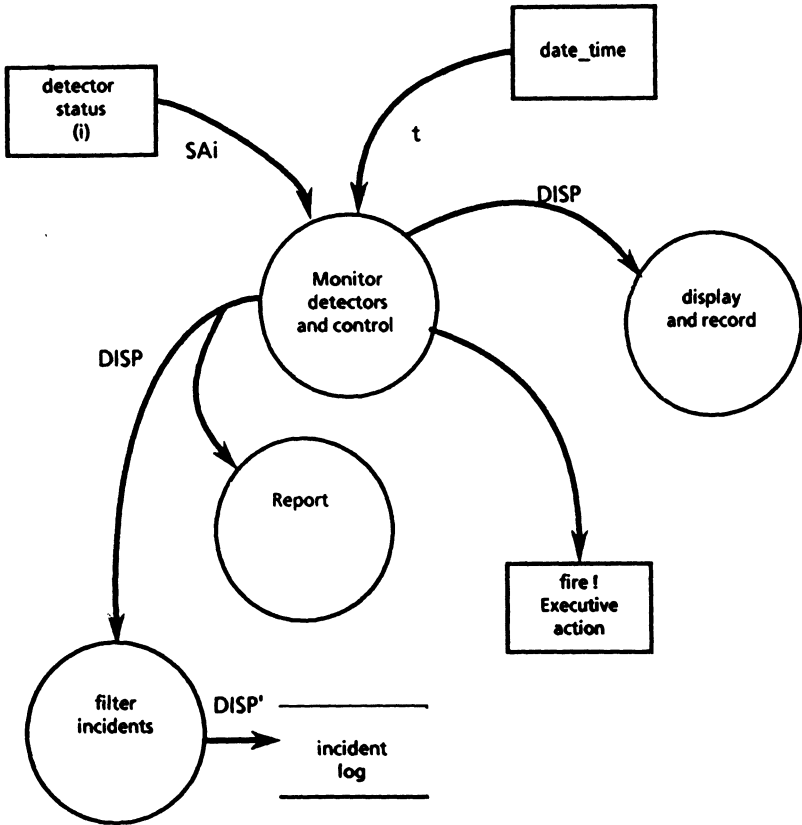 date_time
detector
status
(i)
SAi
t
DISP
Monitor
detectors
and control
display
and record
DISP
Report
fire !
Executive
action
filter
incidents
DISP'
incident
log